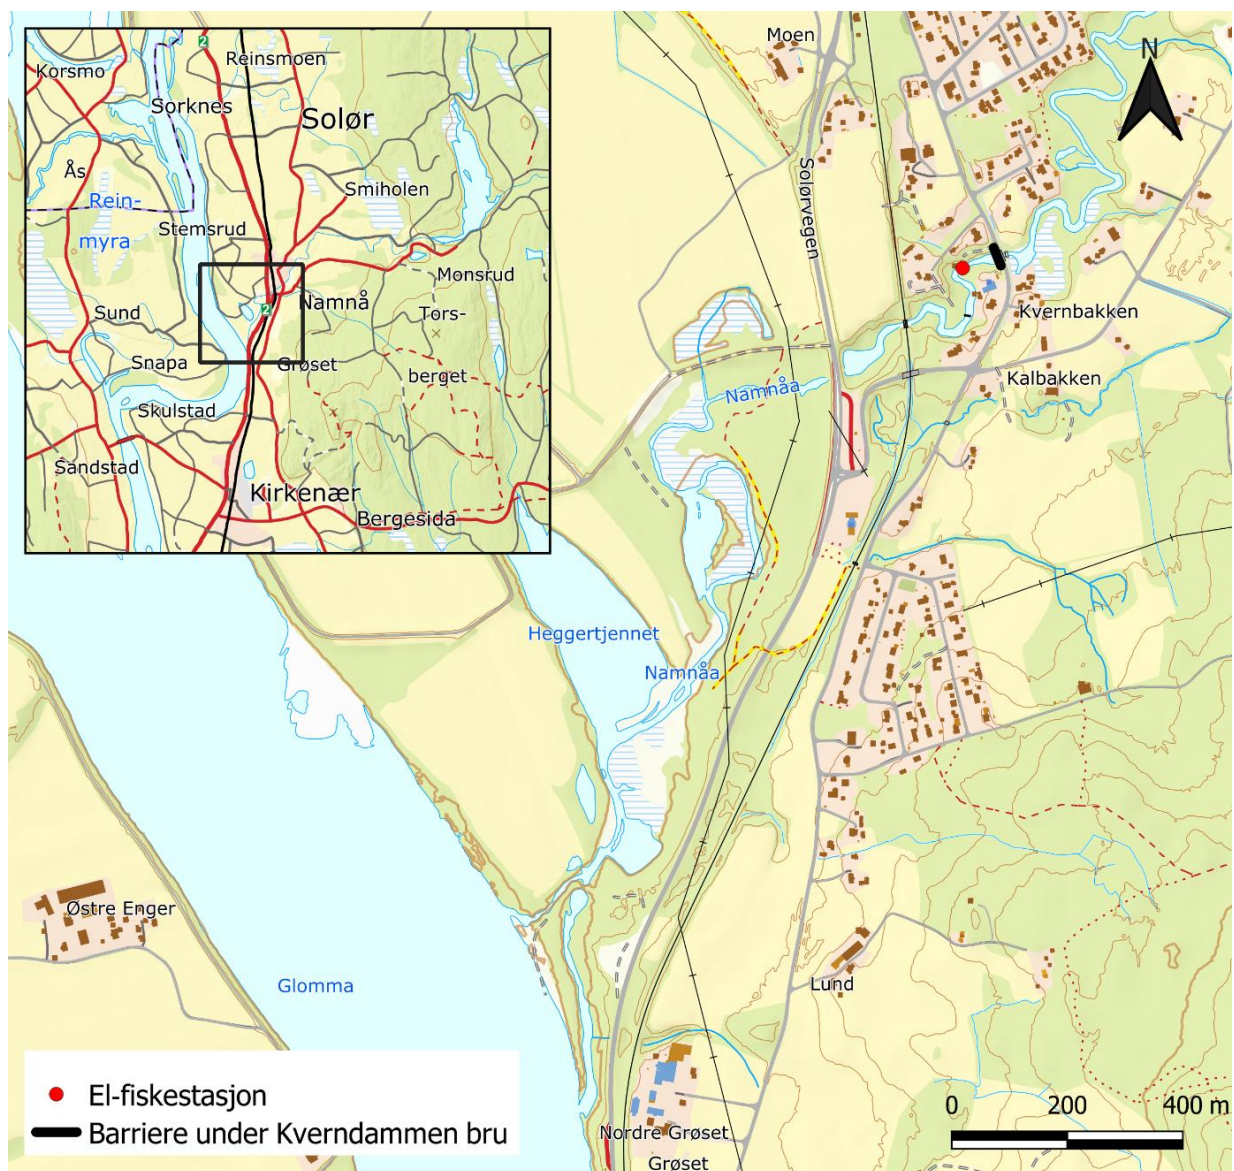 2
Reinsmoen
Korsmo
Sorknes
Solør
Ås
Smiholen
Rein-
myra
Stemsrud
Monsrud
Namnå
2
Tors-
Sund
Snapa
Grøset
berget
Skulstad
Sandstad
Kirkenær
Bergesida
Moen
N
Solørvegen
Kvernbakken
Kalbakken
Namnåa
Heggertjennet
Namnåa
Østre Enger
Glomma
Lund
Nordre Grøset
Grøset
El-fiskestasjon
Barriere under Kverndammen bru
0 200 400 m